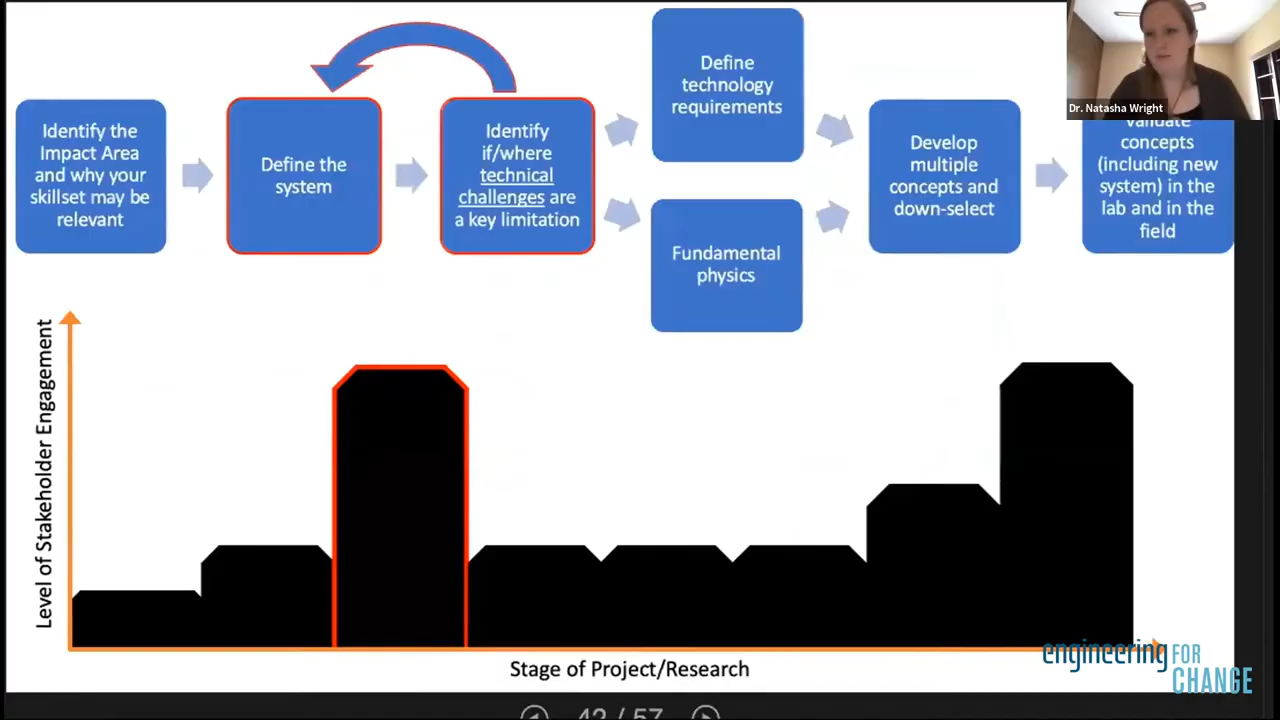 Identify the
Impact Area
and why your
skillset may be
relevant
Define the
system
Identify
if/where
technical
challenges are
a key limitation
Define
technology
requirements
Fundamental
physics
Develop
multiple
concepts and
down-select
Dr. Natasha Wright
Validate
concepts
(including new
system) in the
lab and in the
field
Level of Stakeholder Engagement
Stage of Project/Research
engineering FOR
CHANGE
42 / 57